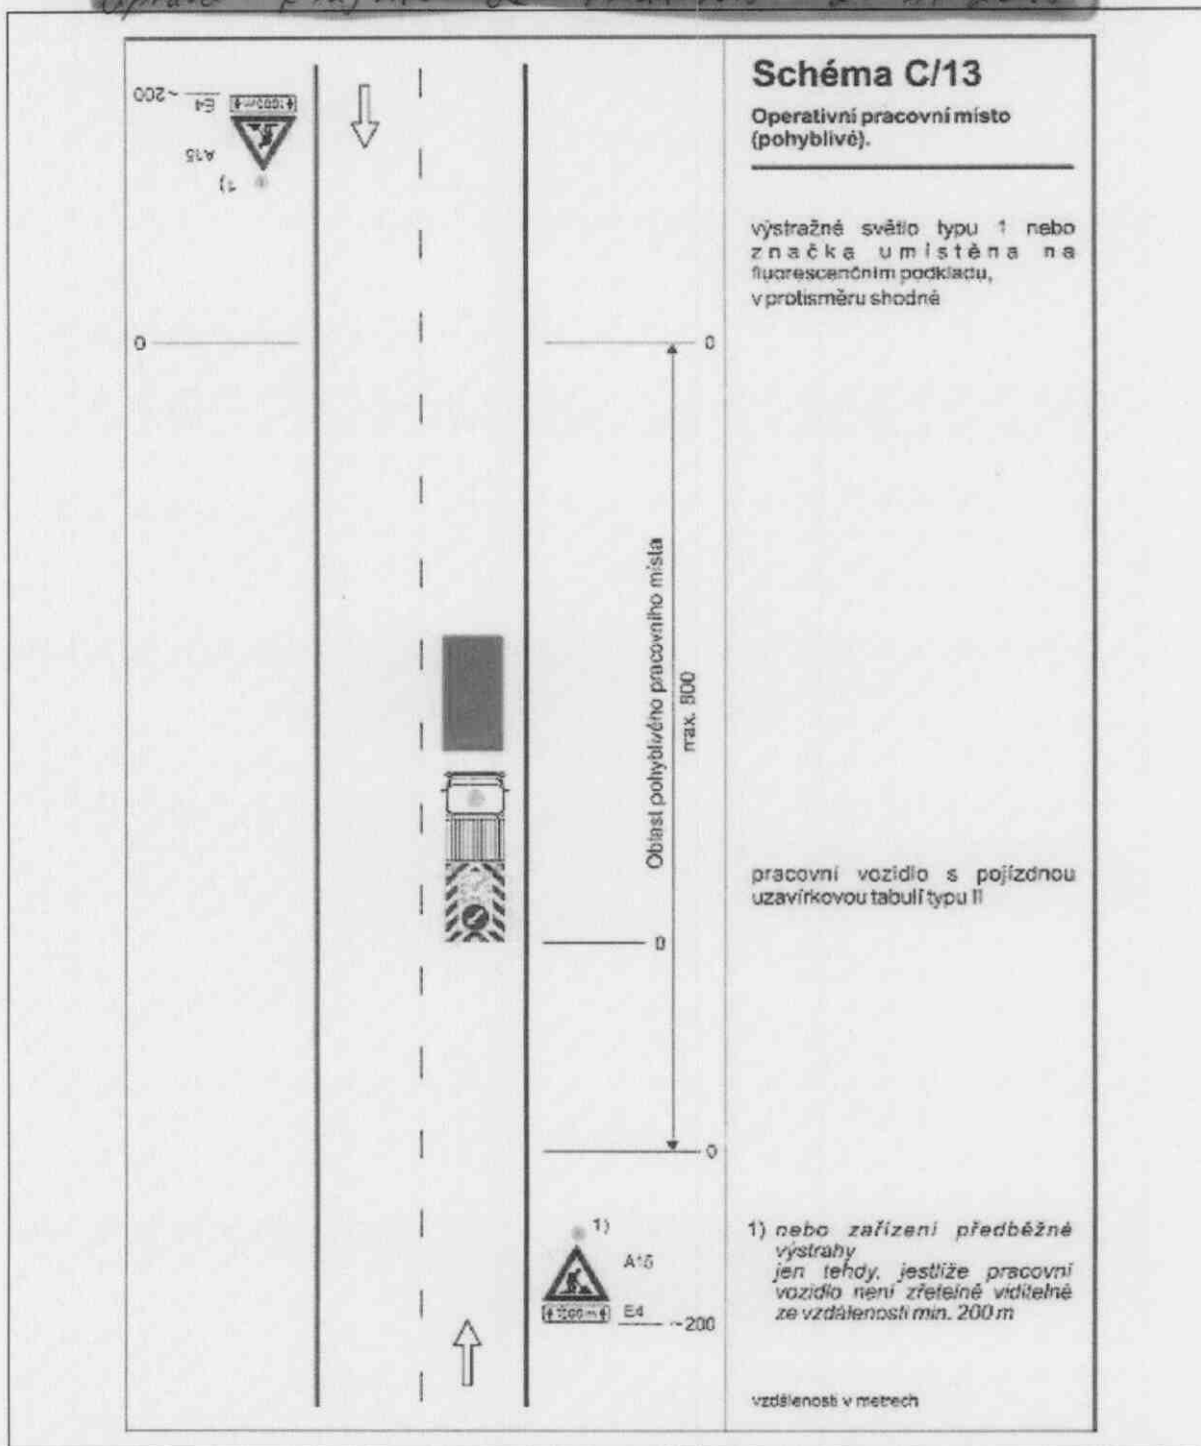 Schéma C/13
Operativní pracovní místo
(pohyblivé).
~200
E4
A15
1)
výstražné světlo typu 1 nebo
značka umístěna na
fluorescenčním podkladu,
v protisměru shodně
0
0
Oblast pohyblivého pracovního místa
max. 800
pracovní vozidlo s pojízdnou
uzavírkovou tabulí typu II
0
0
1)
A15
E4
~200
1) nebo zařízení předběžné
výstrahy
jen tehdy, jestliže pracovní
vozidlo není zřetelně viditelné
ze vzdálenosti min. 200 m
vzdálenosti v metrech